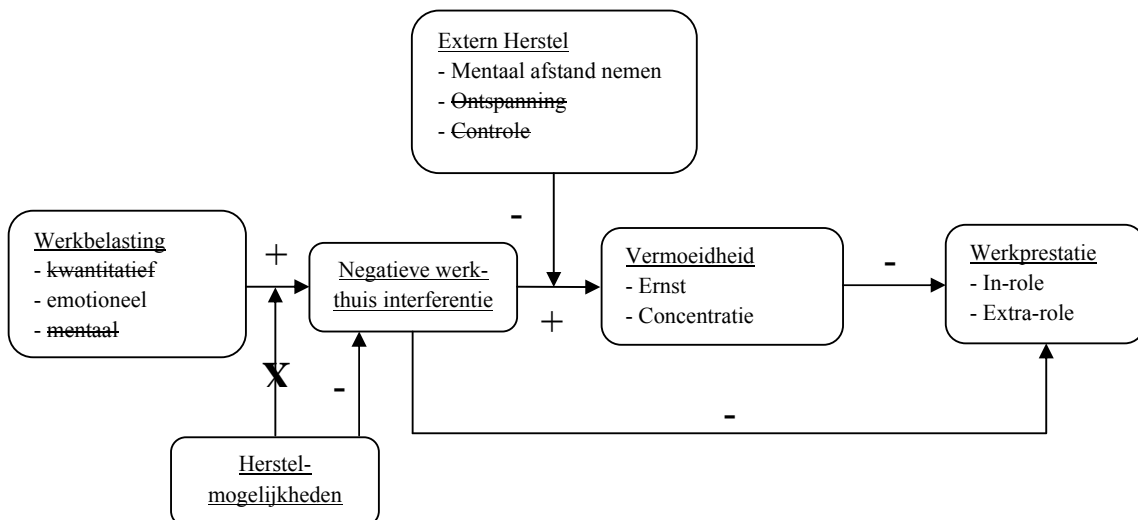 Extern Herstel
- Mentaal afstand nemen
- Ontspanning
- Controle
-
Werkbelasting
- kwantitatief
- emotioneel
- mentaal
+
Negatieve werk-
thuis interferentie
+
Vermoeidheid
- Ernst
- Concentratie
-
Werkprestatie
- In-role
- Extra-role
X
-
-
Herstel-
mogelijkheden